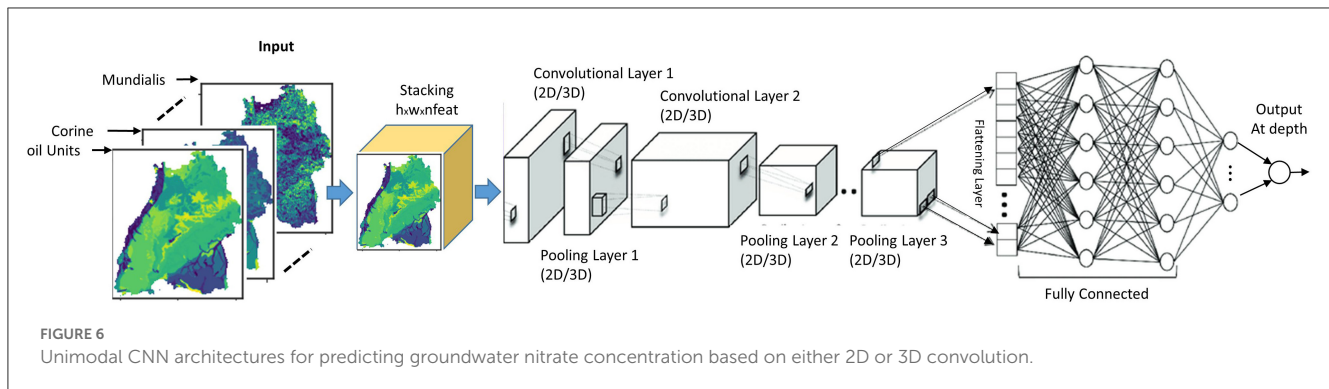 Input
Mundialis
Corine
oil Units
Stacking
hxwxnfeat
Convolutional Layer 1
(2D/3D)
Pooling Layer 1
(2D/3D)
Convolutional Layer 2
(2D/3D)
Pooling Layer 2
(2D/3D)
Pooling Layer 3
(2D/3D)
Flattening Layer
Fully Connected
Output
At depth
FIGURE 6
Unimodal CNN architectures for predicting groundwater nitrate concentration based on either 2D or 3D convolution.